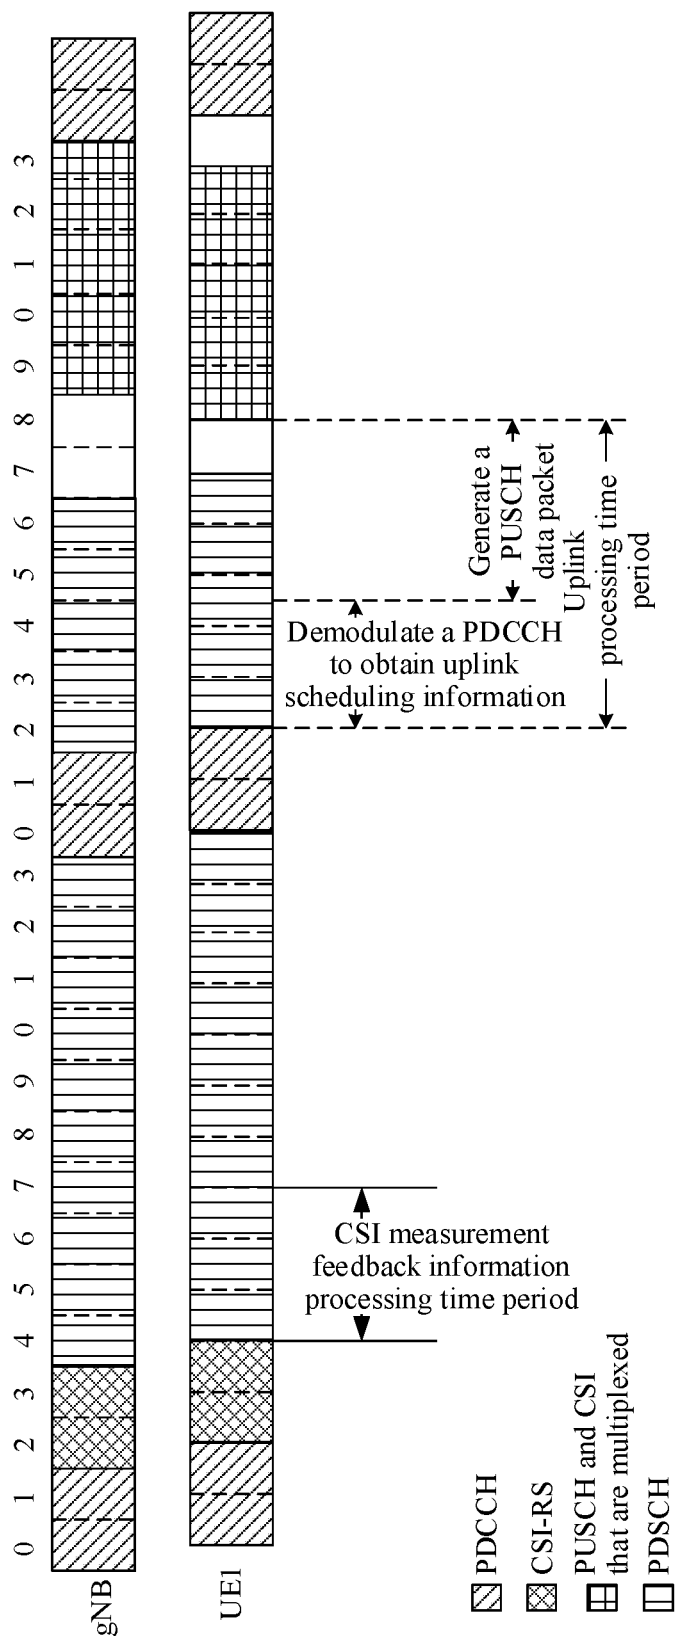 0 1 2 3 4 5 6 7 8 9 0 1 2 3 0 1 2 3 4 5 6 7 8 9 0 1 2 3
gNB
UE1
CSI measurement
feedback information
processing time period
Demodulate a PDCCH
to obtain uplink
scheduling information
Generate a
PUSCH
data packet
Uplink
processing time
period
PDCCH
CSI-RS
PUSCH and CSI
that are multiplexed
PDSCH